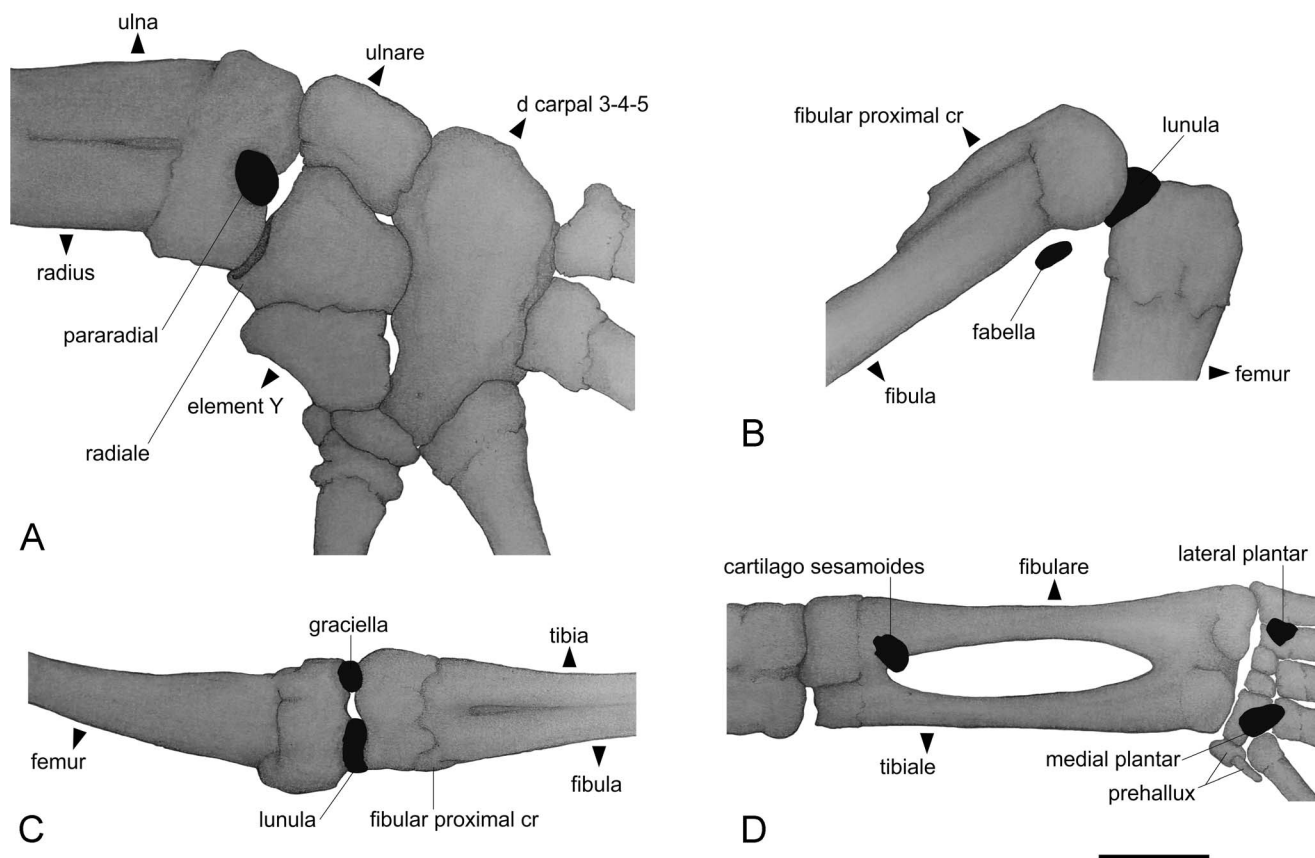 ulna
ulnare
d carpal 3-4-5
radius
pararadial
element Y
radiale
A
fibular proximal cr
lunula
fabella
fibula
femur
B
graciella
tibia
femur
fibula
lunula
fibular proximal cr
C
cartilago sesamoides
fibulare
lateral plantar
tibiale
medial plantar
prehallux
D